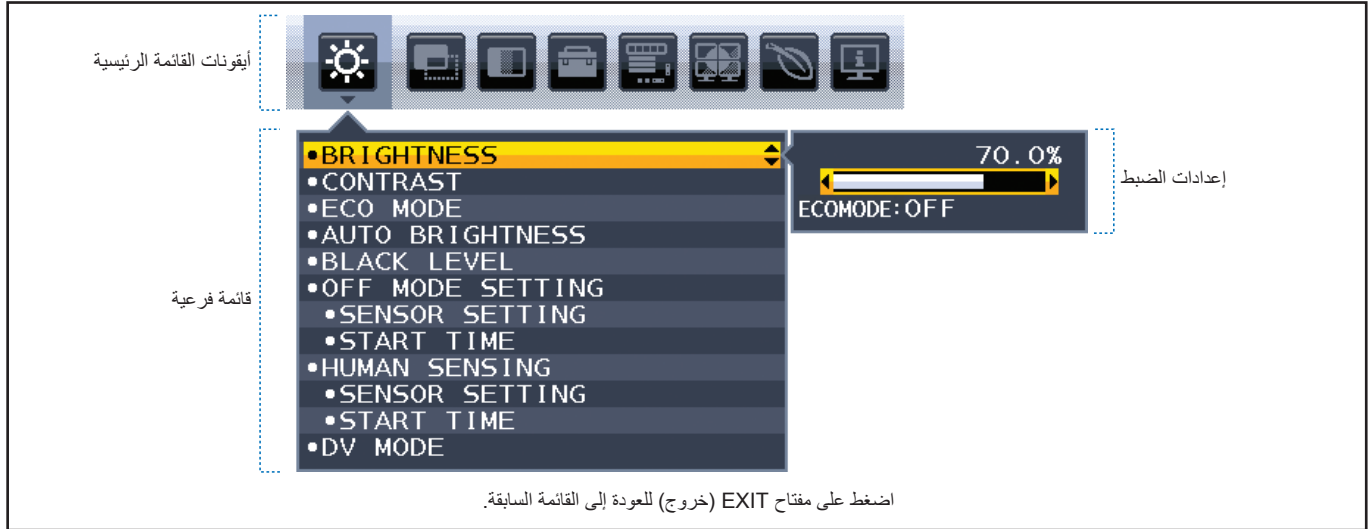 أيقونات القائمة الرئيسية
•BRIGHTNESS
70.0%
•CONTRAST
إعدادات الضبط
•ECO MODE
ECOMODE:OFF
•AUTO BRIGHTNESS
•BLACK LEVEL
•OFF MODE SETTING
قائمة فرعية
•SENSOR SETTING
•START TIME
•HUMAN SENSING
•SENSOR SETTING
•START TIME
•DV MODE
اضغط على مفتاح EXIT (خروج) للعودة إلى القائمة السابقة.